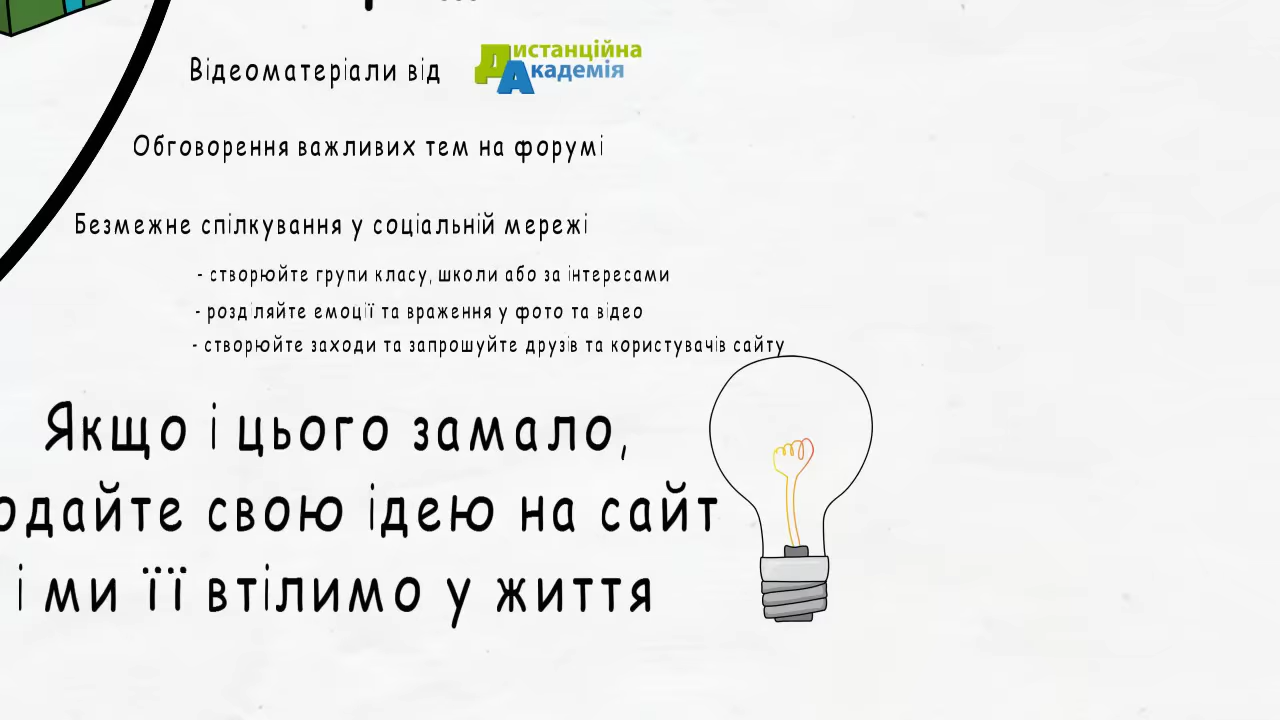 Відеоматеріали від Дистанційна
Академія
Обговорення важливих тем на форумі
Безмежне спілкування у соціальній мережі
- створюйте групи класу, школи або за інтересами
- розділяйте емоції та враження у фото та відео
- створюйте заходи та запрошуйте друзів та користувачів сайту
Якщо і цього замало,
одайте свою ідею на сайт
і ми її втілимо у життя